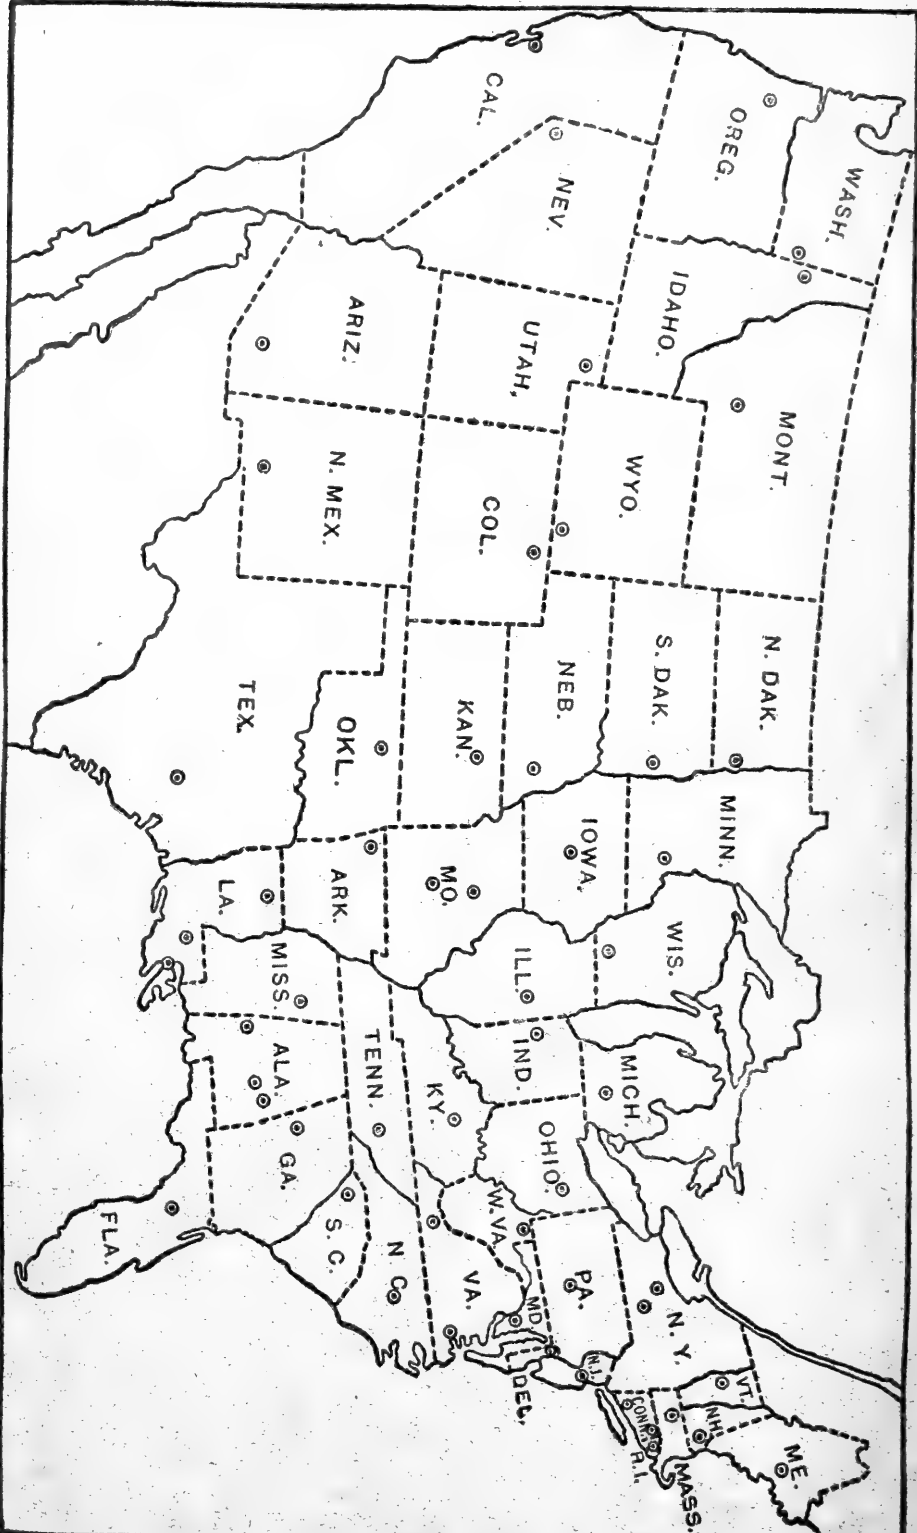 WASH.
OREG.
CAL.
NEV.
IDAHO.
MONT.
WYO.
UTAH,
COL.
ARIZ.
N. MEX.
N. DAK.
S. DAK.
NEB.
KAN.
OKL.
TEX.
MINN.
IOWA.
MO.
ARK.
LA.
WIS.
ILL.
MICH.
IND.
OHIO.
KY.
TENN.
MISS.
ALA.
GA.
FLA.
S. C.
N C.
VA.
W.VA.
MD.
DEL.
PA.
N.J.
N. Y.
CONN.
R.I.
MASS.
VT.
NH.
ME.